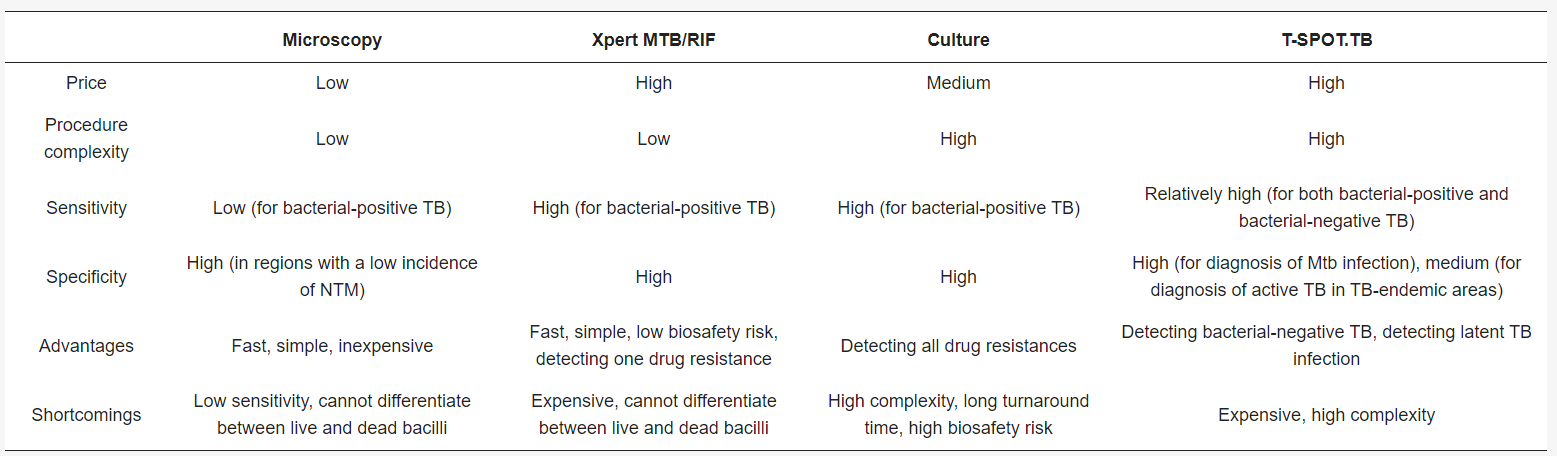 Microscopy Xpert MTB/RIF Culture T-SPOT.TB
Price Low High Medium High
Procedure
complexity Low Low High High
Sensitivity Low (for bacterial-positive TB) High (for bacterial-positive TB) High (for bacterial-positive TB) Relatively high (for both bacterial-positive and
bacterial-negative TB)
Specificity High (in regions with a low incidence
of NTM) High High High (for diagnosis of Mtb infection), medium (for
diagnosis of active TB in TB-endemic areas)
Advantages Fast, simple, inexpensive Fast, simple, low biosafety risk,
detecting one drug resistance Detecting all drug resistances Detecting bacterial-negative TB, detecting latent TB
infection
Shortcomings Low sensitivity, cannot differentiate
between live and dead bacilli Expensive, cannot differentiate
between live and dead bacilli High complexity, long turnaround
time, high biosafety risk Expensive, high complexity